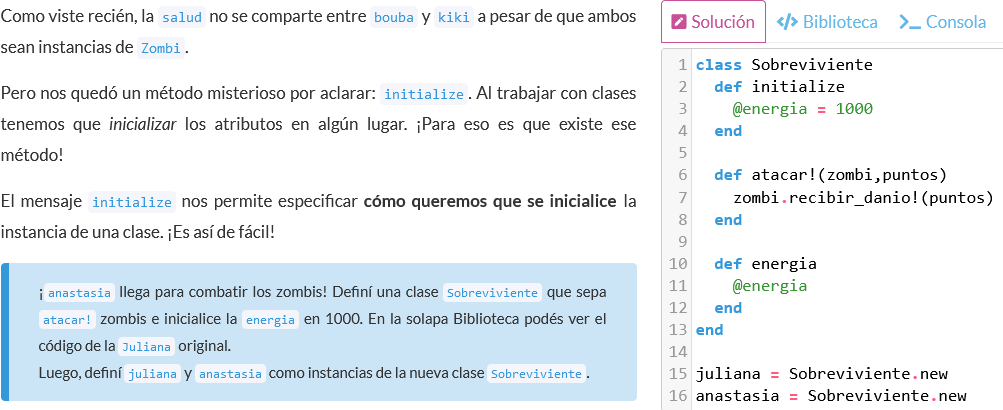 Como viste recién, la salud no se comparte entre bouba y kiki a pesar de que ambos
sean instancias de Zombi.
Pero nos quedó un método misterioso por aclarar: initialize. Al trabajar con clases
tenemos que inicializar los atributos en algún lugar. ¡Para eso es que existe ese
método!
El mensaje initialize nos permite especificar cómo queremos que se inicialice la
instancia de una clase. ¡Es así de fácil!
¡anastasia llega para combatir los zombis! Definí una clase Sobreviviente que sepa
atacar! zombis e inicialice la energia en 1000. En la solapa Biblioteca podés ver el
código de la Juliana original.
Luego, definí juliana y anastasia como instancias de la nueva clase Sobreviviente.
Solución </> Biblioteca >_ Consola
1 class Sobreviviente
2   def initialize
3     @energia = 1000
4   end
5
6   def atacar!(zombi,puntos)
7     zombi.recibir_danio!(puntos)
8   end
9
10   def energia
11     @energia
12   end
13 end
14
15 juliana = Sobreviviente.new
16 anastasia = Sobreviviente.new